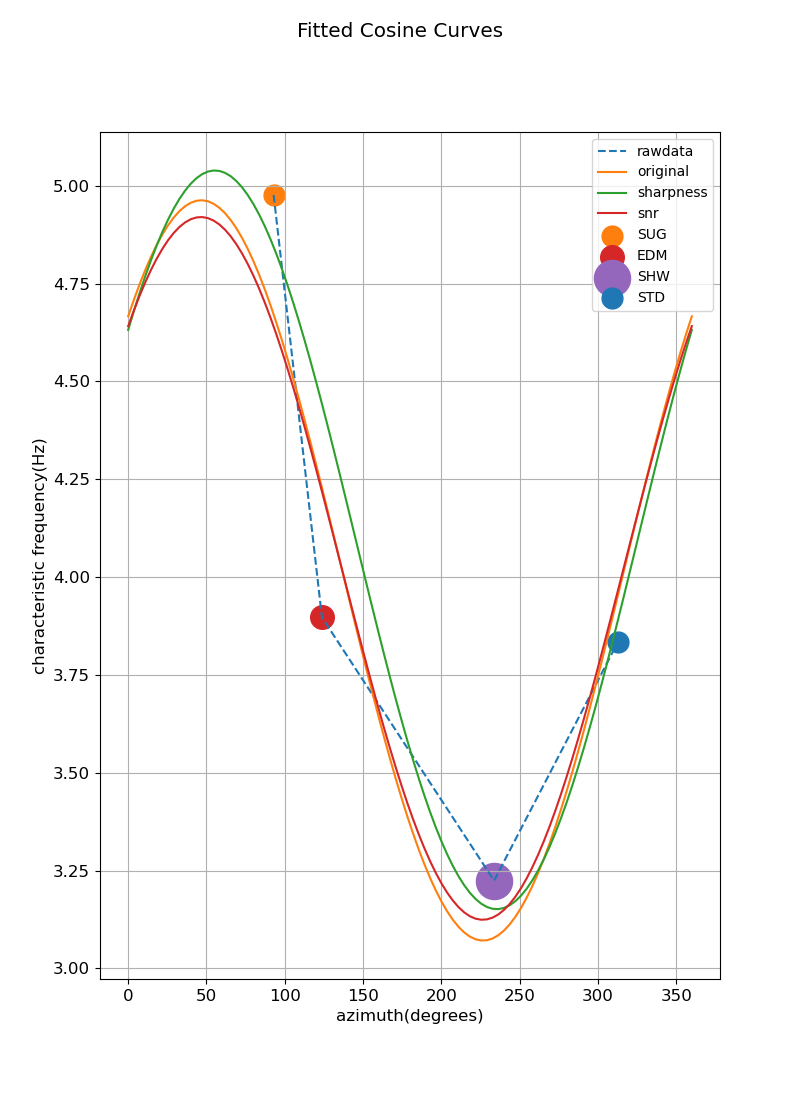 Fitted Cosine Curves
rawdata
original
sharpness
snr
SUG
EDM
SHW
STD
5.00
4.75
4.50
4.25
4.00
3.75
3.50
3.25
3.00
characteristic frequency(Hz)
0 50 100 150 200 250 300 350
azimuth(degrees)